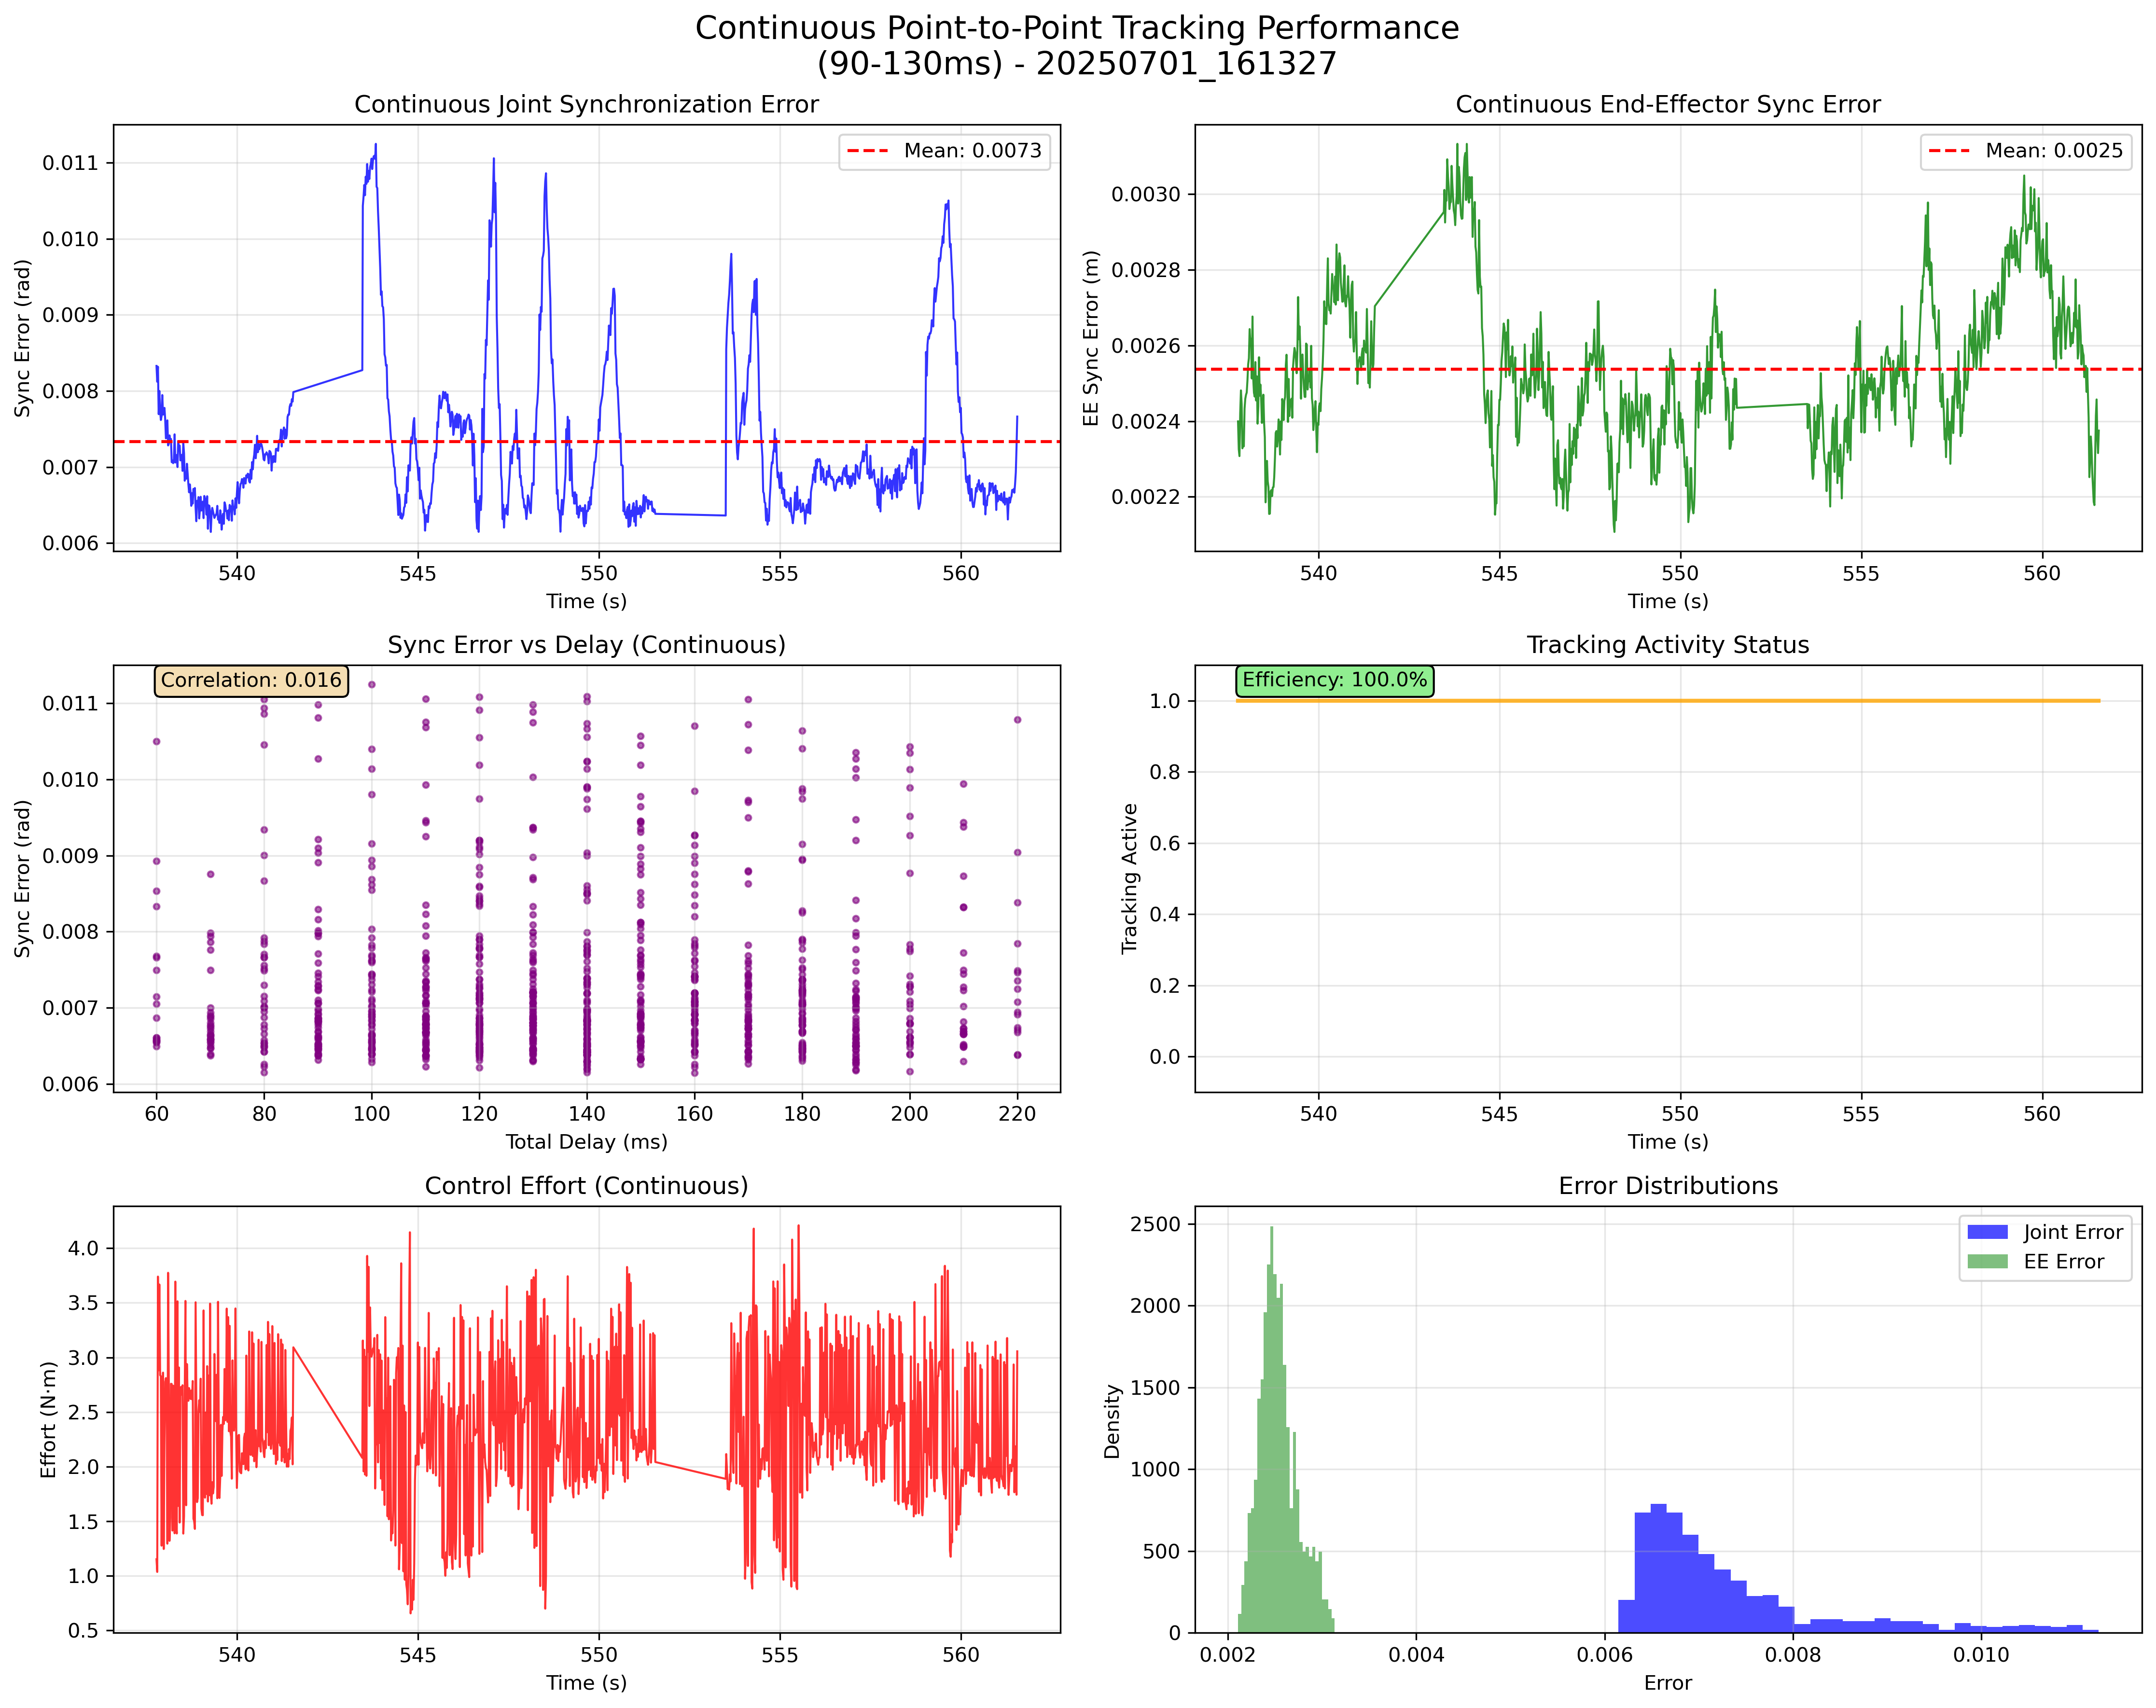 Continuous Point-to-Point Tracking Performance
(90-130ms) - 20250701_161327
Continuous Joint Synchronization Error
Sync Error (rad)
0.011
0.010
0.009
0.008
0.007
0.006
Mean: 0.0073
540 545 550 555 560
Time (s)
Continuous End-Effector Sync Error
EE Sync Error (m)
0.0030
0.0028
0.0026
0.0024
0.0022
Mean: 0.0025
540 545 550 555 560
Time (s)
Sync Error vs Delay (Continuous)
Sync Error (rad)
Correlation: 0.016
0.011
0.010
0.009
0.008
0.007
0.006
60 80 100 120 140 160 180 200 220
Total Delay (ms)
Tracking Activity Status
Tracking Active
Efficiency: 100.0%
1.0
0.8
0.6
0.4
0.2
0.0
540 545 550 555 560
Time (s)
Control Effort (Continuous)
Effort (N·m)
4.0
3.5
3.0
2.5
2.0
1.5
1.0
0.5
540 545 550 555 560
Time (s)
Error Distributions
Density
2500
2000
1500
1000
500
0
Joint Error
EE Error
0.002 0.004 0.006 0.008 0.010
Error